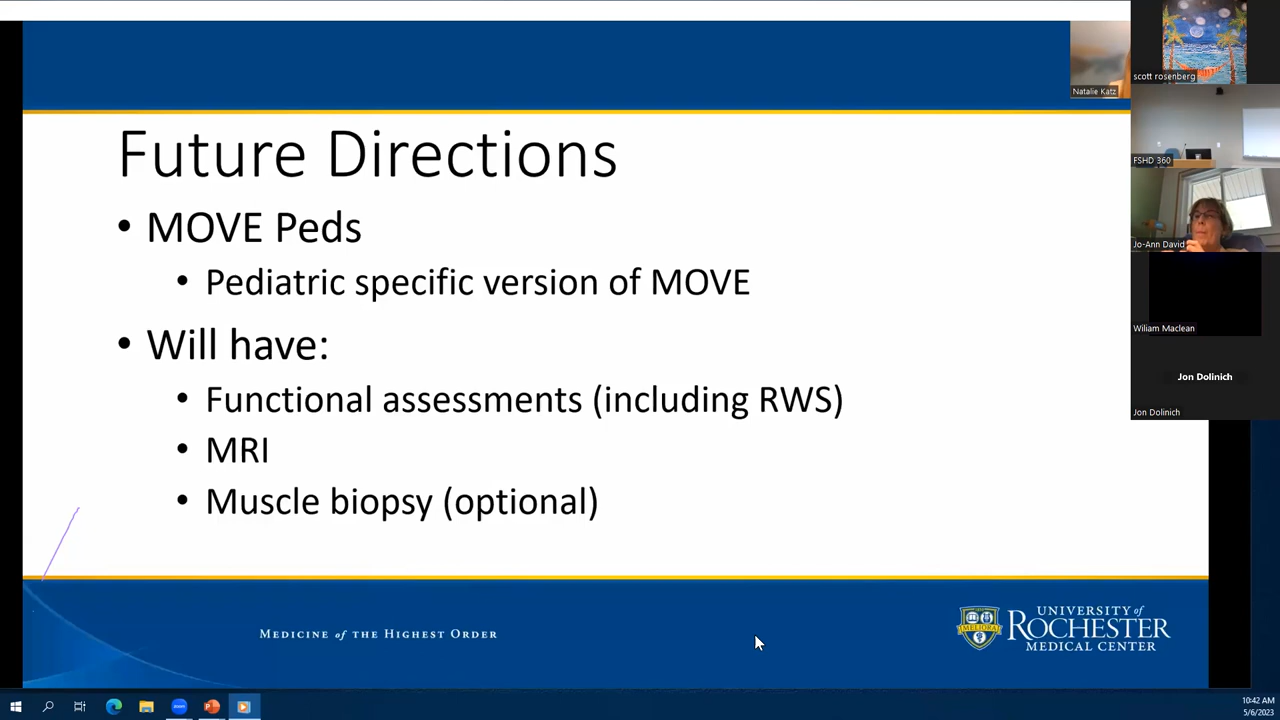 Future Directions
• MOVE Peds
• Pediatric specific version of MOVE
• Will have:
• Functional assessments (including RWS)
• MRI
• Muscle biopsy (optional)
MEDICINE of THE HIGHEST ORDER
UNIVERSITY of
ROCHESTER
MEDICAL CENTER
MELIORA
Natalie Katz
scott rosenberg
FSHD 360
Jo-Ann David
Wiliam Maclean
Jon Dolinich
Jon Dolinich
zoom
10:42 AM
5/6/2023